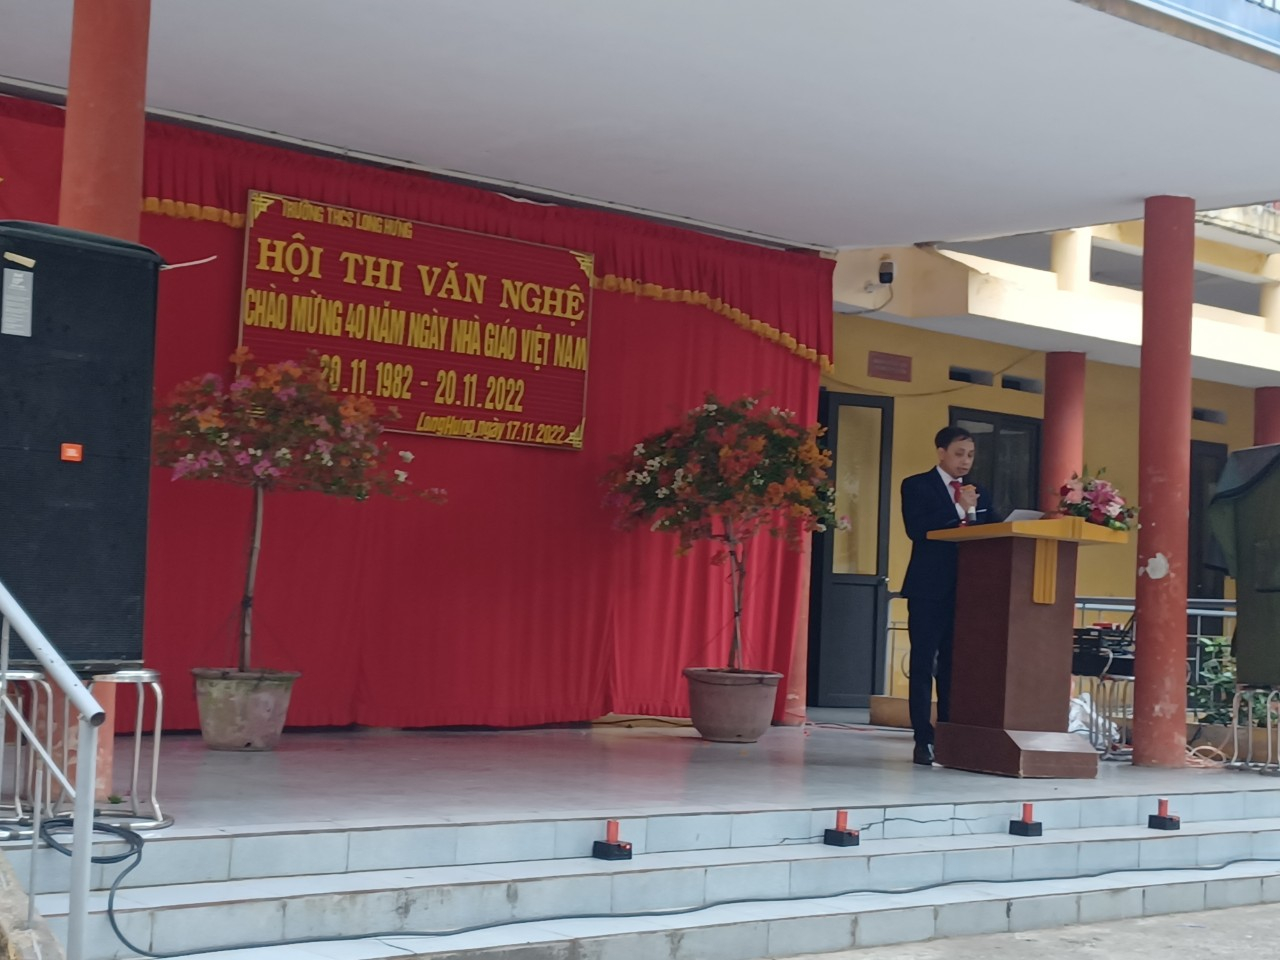 TRƯỜNG THCS LONG HƯNG
HỘI THI VĂN NGHỆ
CHÀO MỪNG 40 NĂM NGÀY NHÀ GIÁO VIỆT NAM
20.11.1982 - 20.11.2022
Long Hưng, ngày 17.11.2022
JBL